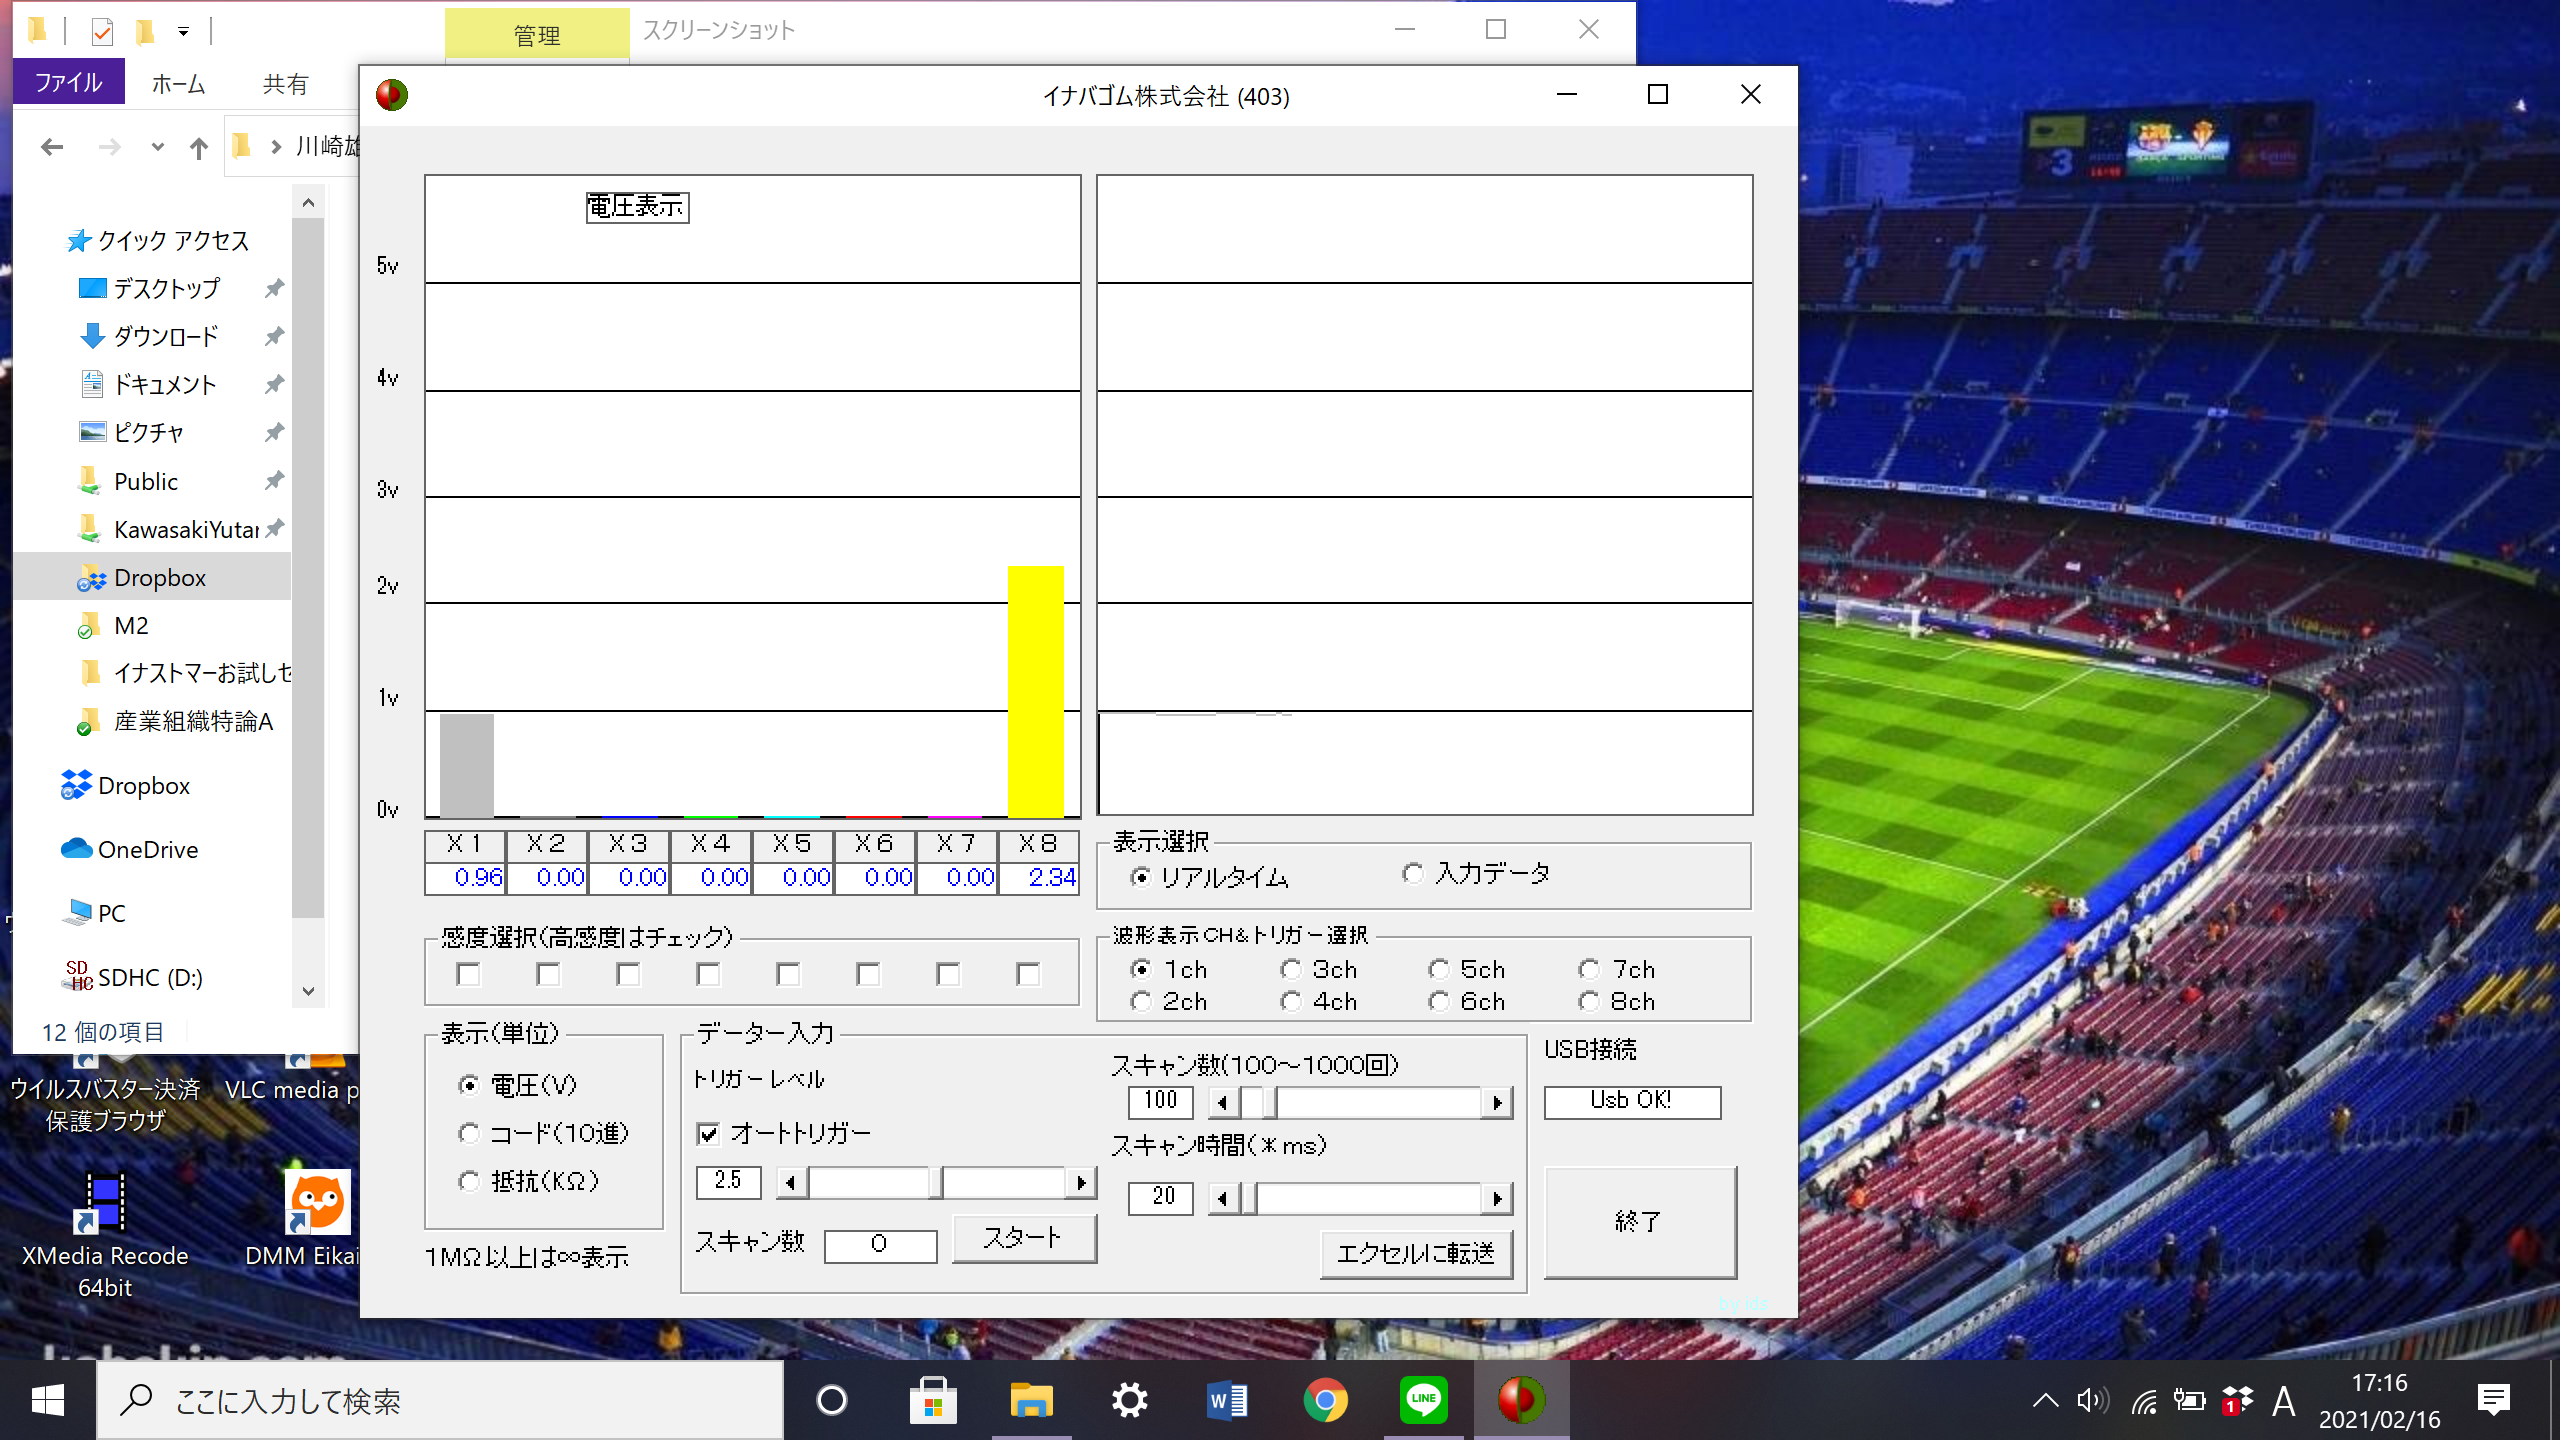 管理
スクリーンショット
ファイル
ホーム
共有
川崎雄
クイック アクセス
デスクトップ
ダウンロード
ドキュメント
ピクチャ
Public
KawasakiYutar
Dropbox
M2
イナストマーお試しセ
産業組織特論A
Dropbox
OneDrive
PC
SDHC (D:)
12 個の項目
イナバゴム株式会社 (403)
電圧表示
5v
4v
3v
2v
1v
0v
X1 X2 X3 X4 X5 X6 X7 X8
0.96 0.00 0.00 0.00 0.00 0.00 0.00 2.34
表示選択
リアルタイム
入力データ
感度選択(高感度はチェック)
波形表示CH&トリガー選択
1ch 3ch 5ch 7ch
2ch 4ch 6ch 8ch
表示(単位)
電圧(V)
コード(10進)
抵抗(KΩ)
1MΩ以上は∞表示
データー入力
トリガーレベル
オートトリガー
2.5
スキャン数
0
スタート
スキャン数(100～1000回)
100
スキャン時間(*ms)
20
エクセルに転送
USB接続
Usb OK!
終了
by ids
ウイルスバスター決済
保護ブラウザ
VLC media p
XMedia Recode
64bit
DMM Eikai
ここに入力して検索
LINE
1
A
17:16
2021/02/16